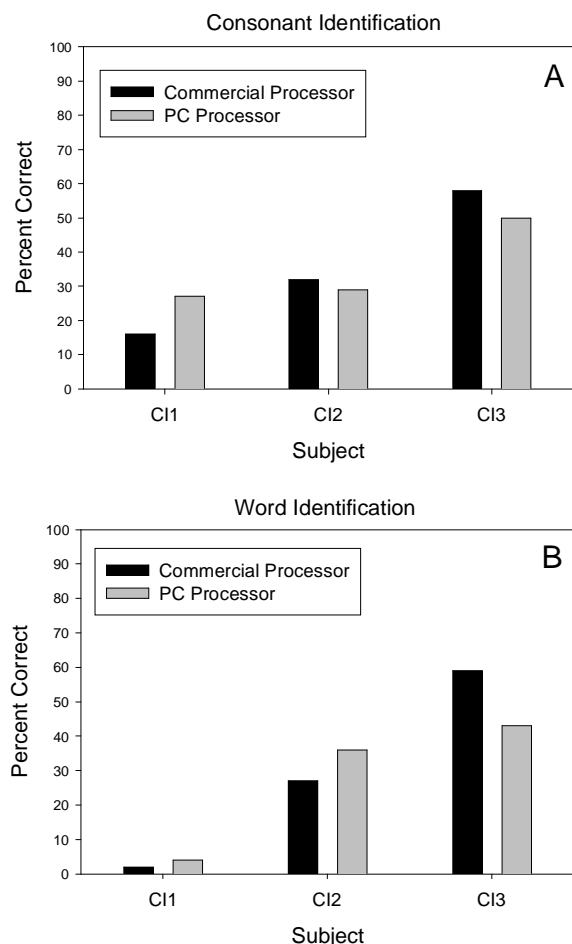 Consonant Identification
A
Commercial Processor
PC Processor
100
90
80
70
60
50
40
30
20
10
0
Percent Correct
CI1 CI2 CI3
Subject
Word Identification
B
Commercial Processor
PC Processor
100
90
80
70
60
50
40
30
20
10
0
Percent Correct
CI1 CI2 CI3
Subject